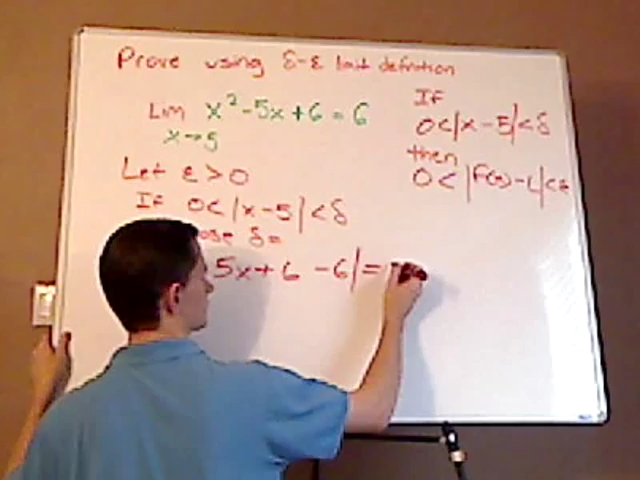 Prove using δ-ε limit definition
Lim x² - 5x + 6 = 6
x→5
Let ε > 0
If 0 < |x - 5| < δ
δ =
5x + 6 - 6| =
If
0 < |x - 5| < δ
then
0 < |F(x) - L| < ε